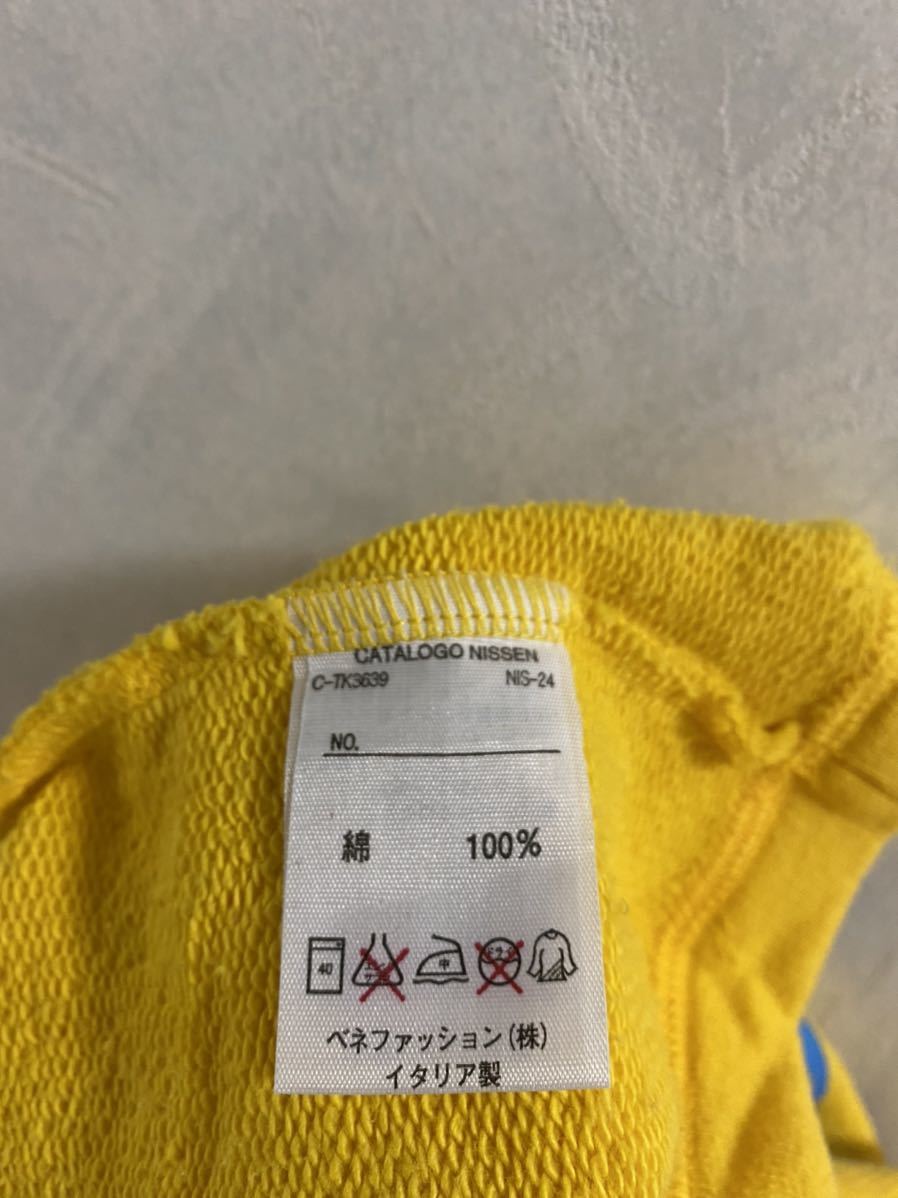 CATALOGO NISSEN
C-TK3639 NIS-24
NO.
綿 100%
40 中
ベネファッション(株)
イタリア製